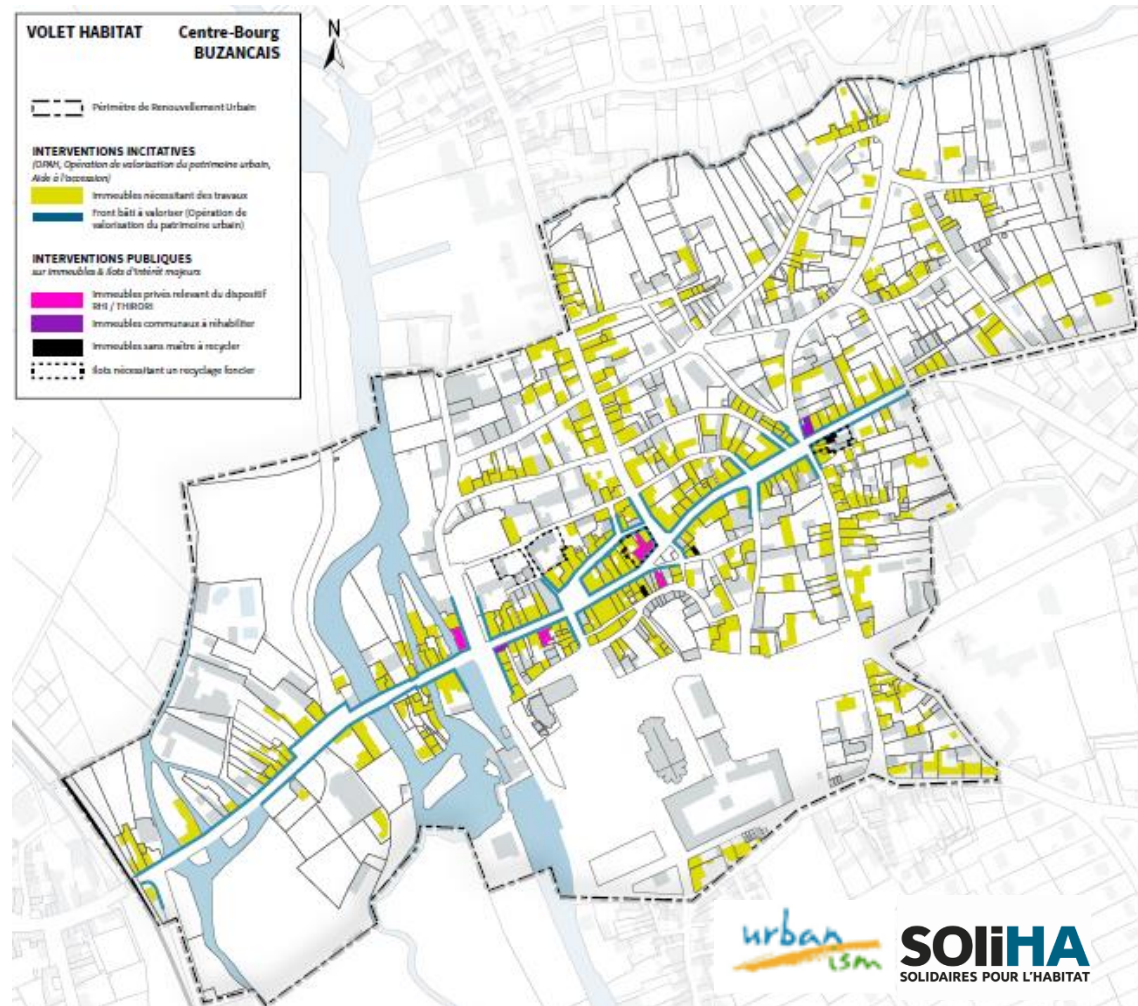 VOLET HABITAT Centre-Bourg
BUZANCAIS
N
Périmètre de Renouvellement Urbain
INTERVENTIONS INCITATIVES
(OPAH, Opération de valorisation du patrimoine urbain,
Aide à l'accession)
Immeubles nécessitant des travaux
Front bâti à valoriser (Opération de
valorisation du patrimoine urbain)
INTERVENTIONS PUBLIQUES
sur Immeubles & Ilots d'intérêt majeurs
Immeubles privés relevant du dispositif
RHI / THIRORI
Immeubles communaux à réhabiliter
Immeubles sans maître à recycler
Ilots nécessitant un recyclage foncier
urban
ism
SOliHA
SOLIDAIRES POUR L'HABITAT